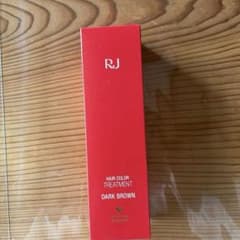 RJ
HAIR COLOR
TREATMENT
DARK BROWN